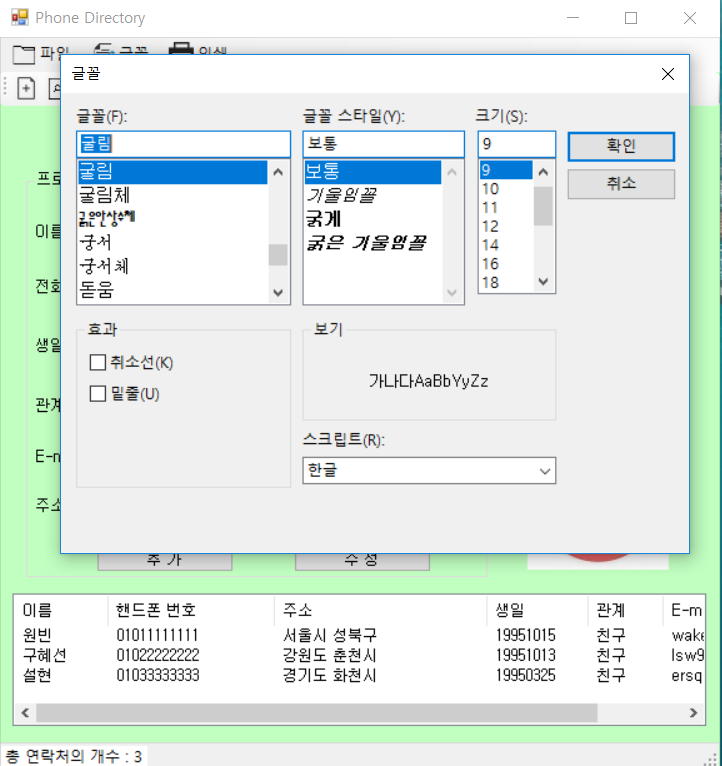 Phone Directory
글꼴
글꼴(F):
글꼴 스타일(Y):
크기(S):
굴림
보통
9
확인
굴림
굴림체
굵은안상수체
궁서
궁서체
돋움
보통
기울임꼴
굵게
굵은 기울임꼴
9
10
11
12
14
16
18
취소
효과
취소선(K)
밑줄(U)
보기
가나다AaBbYyZz
스크립트(R):
한글
이름
전화
생일
관계
E-m
주소
추 가
수 정
이름 핸드폰 번호 주소 생일 관계 E-m
원빈 01011111111 서울시 성북구 19951015 친구 wake
구혜선 01022222222 강원도 춘천시 19951013 친구 lsw9
설현 01033333333 경기도 화천시 19950325 친구 ersq
총 연락처의 개수 : 3